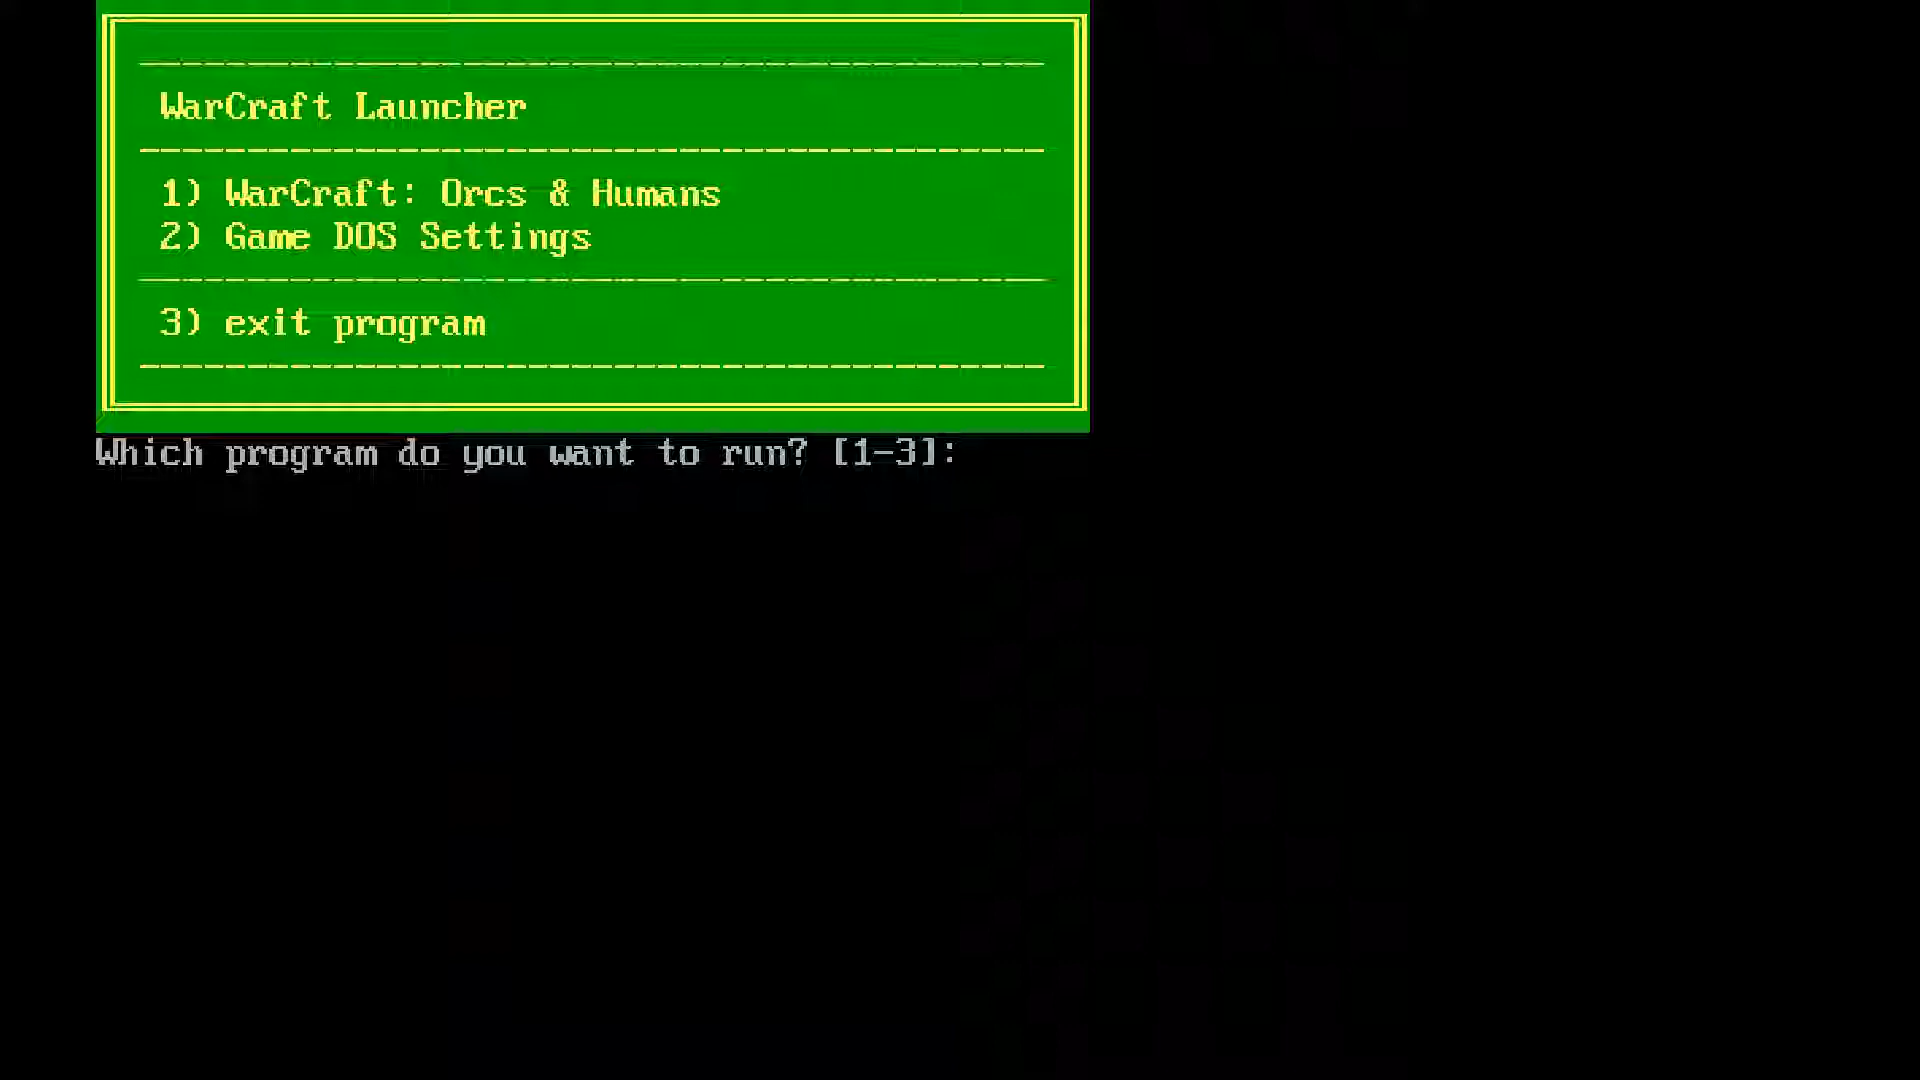 WarCraft Launcher
1) WarCraft: Orcs & Humans
2) Game DOS Settings
3) exit program
Which program do you want to run? [1-3]: